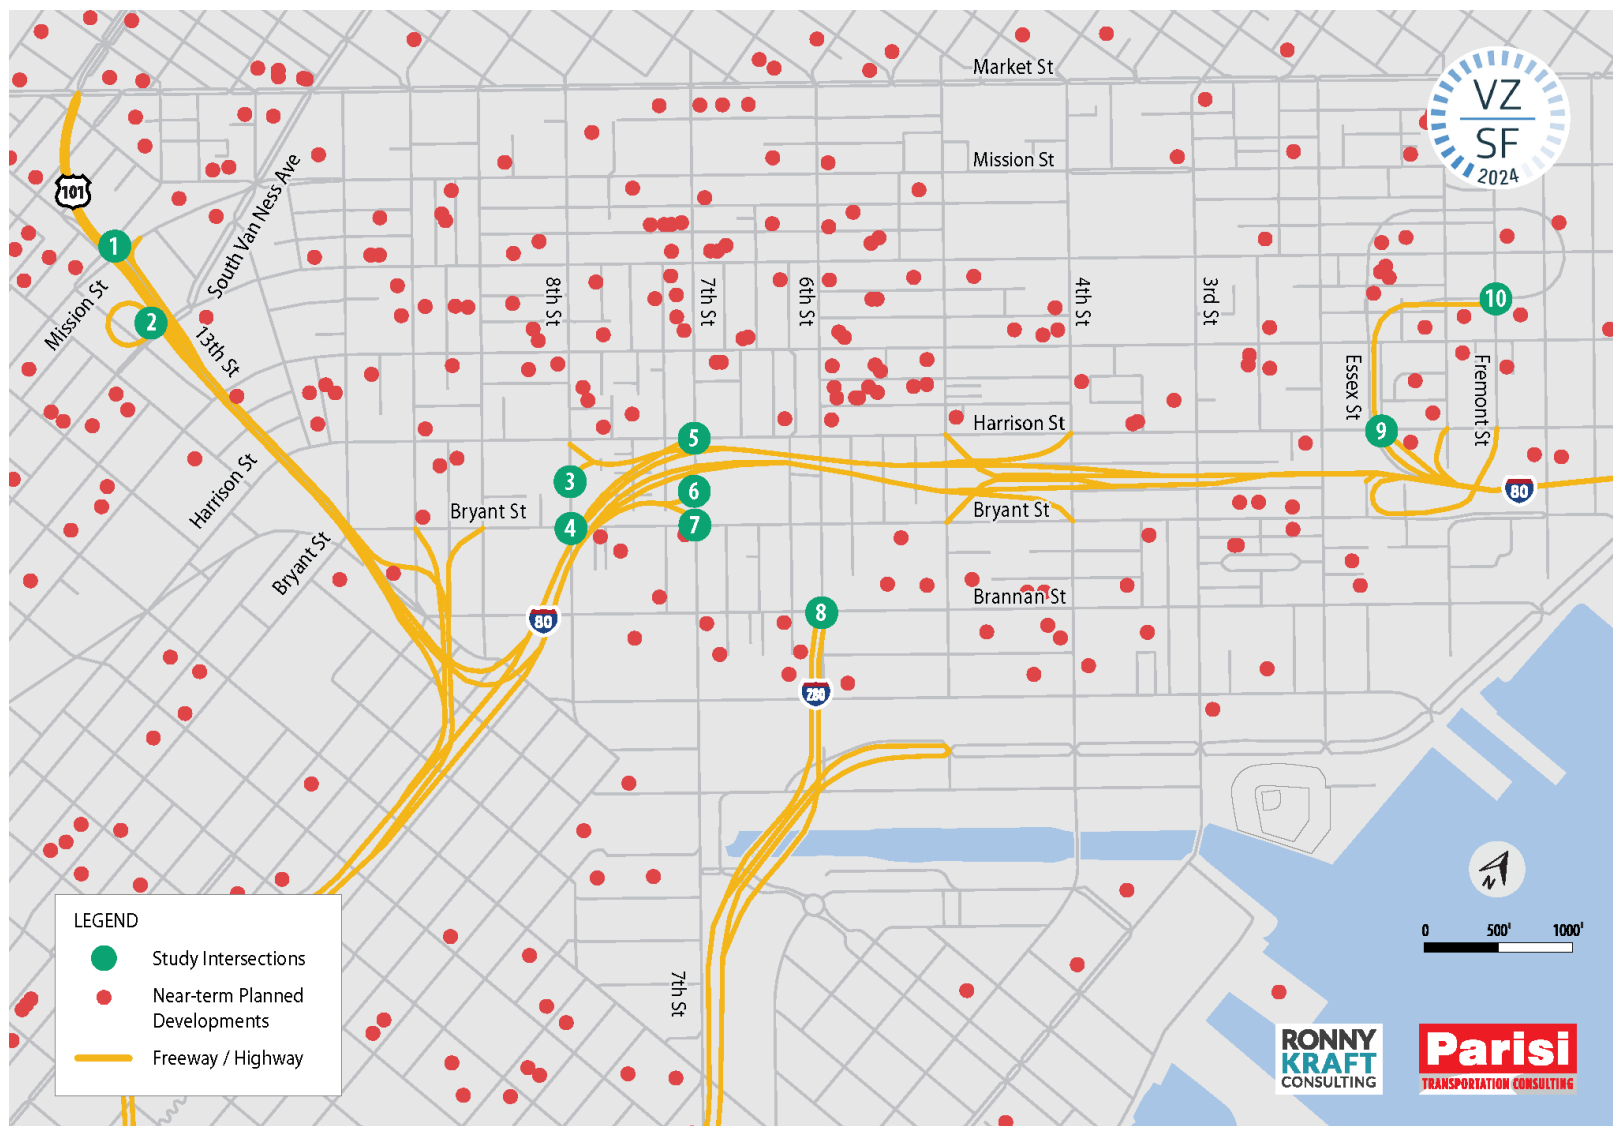 Market St
VZ
SF
2024
Mission St
101
1
South Van Ness Ave
Mission St
2
13th St
8th St
7th St
6th St
4th St
3rd St
10
Essex St
Fremont St
Harrison St
5
9
3
6
80
Harrison St
Bryant St
Bryant St
4
7
Bryant St
Brannan St
8
80
280
N
LEGEND
Study Intersections
Near-term Planned
Developments
Freeway / Highway
7th St
0 500' 1000'
RONNY
KRAFT
CONSULTING
Parisi
TRANSPORTATION CONSULTING